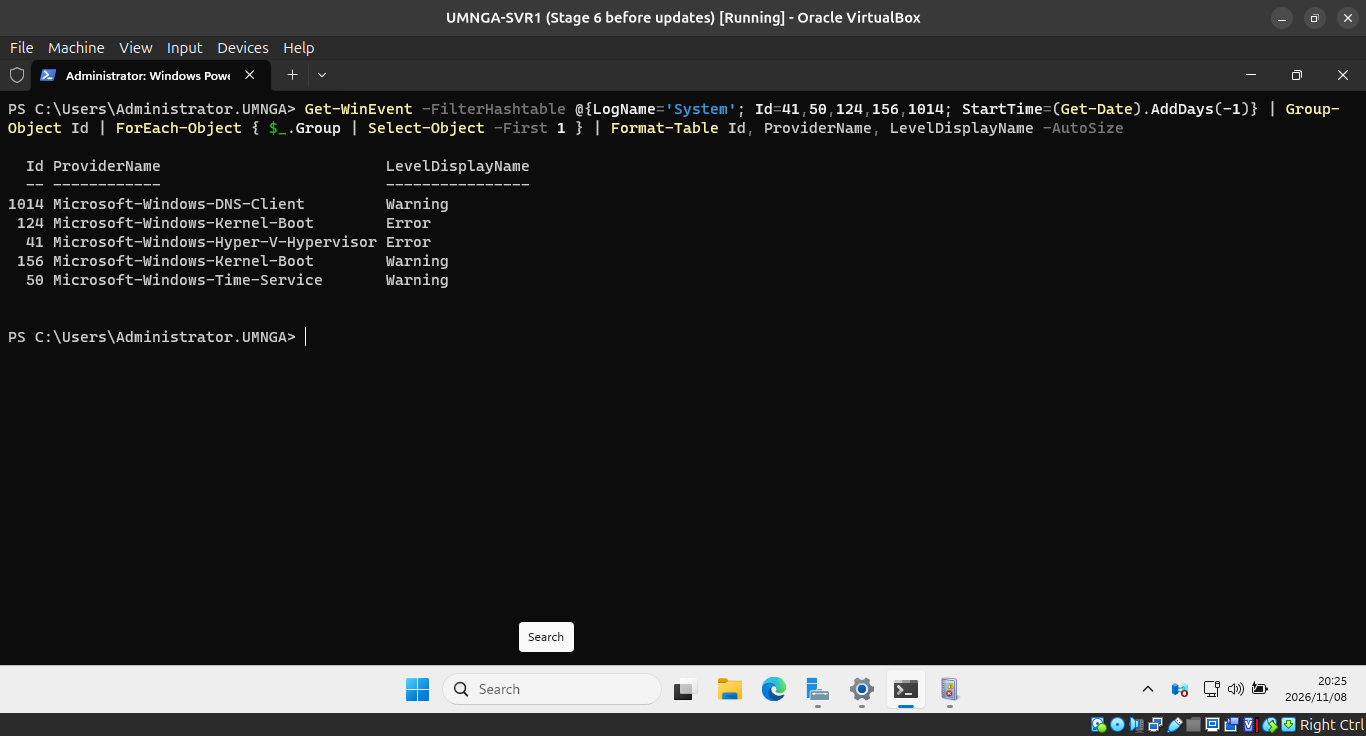 UMNGA-SVR1 (Stage 6 before updates) [Running] - Oracle VirtualBox
File Machine View Input Devices Help
Administrator: Windows Powe
PS C:\Users\Administrator.UMNGA> Get-WinEvent -FilterHashtable @{LogName='System'; Id=41,50,124,156,1014; StartTime=(Get-Date).AddDays(-1)} | Group-
Object Id | ForEach-Object { $_.Group | Select-Object -First 1 } | Format-Table Id, ProviderName, LevelDisplayName -AutoSize
Id ProviderName LevelDisplayName
-- ------------ ----------------
1014 Microsoft-Windows-DNS-Client Warning
124 Microsoft-Windows-Kernel-Boot Error
41 Microsoft-Windows-Hyper-V-Hypervisor Error
156 Microsoft-Windows-Kernel-Boot Warning
50 Microsoft-Windows-Time-Service Warning
PS C:\Users\Administrator.UMNGA>
Search
Search
20:25
2026/11/08
Right Ctrl